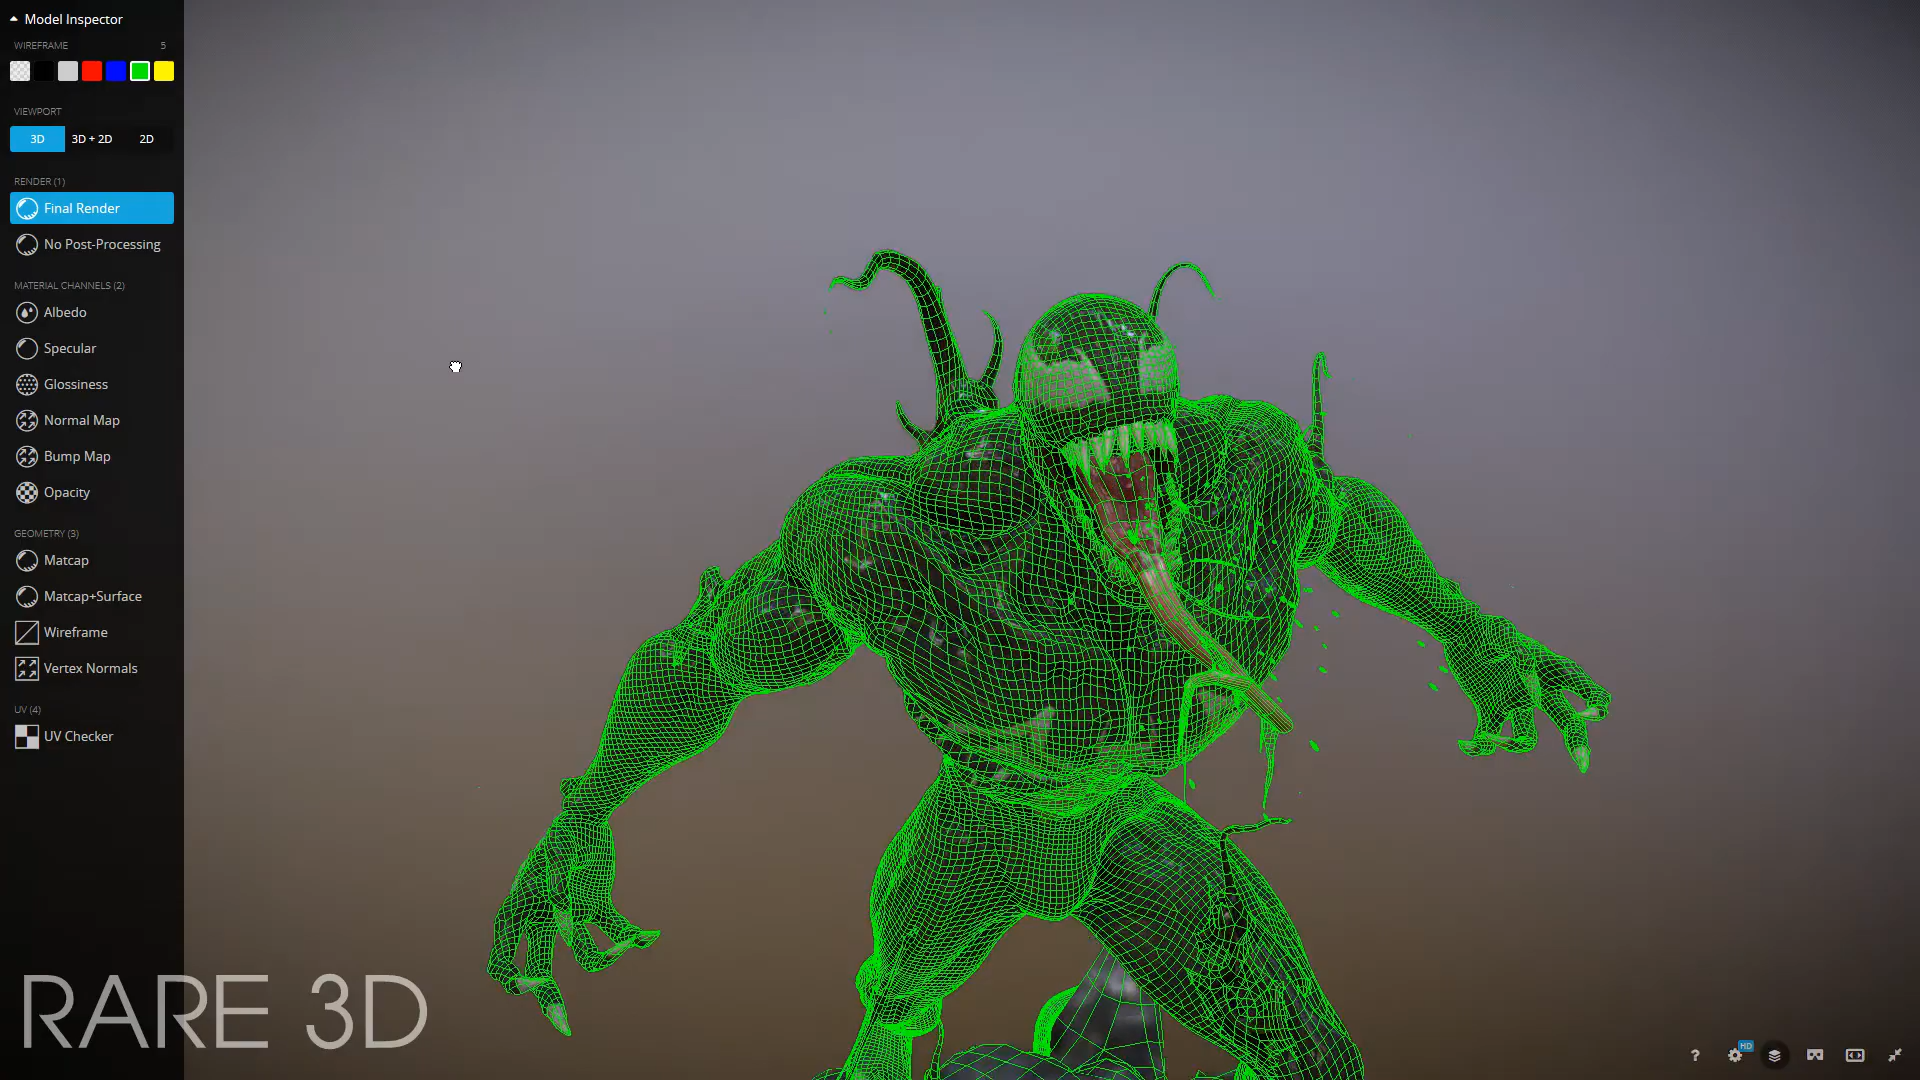 Model Inspector
WIREFRAME 5
VIEWPORT
3D 3D + 2D 2D
RENDER (1)
Final Render
No Post-Processing
MATERIAL CHANNELS (2)
Albedo
Specular
Glossiness
Normal Map
Bump Map
Opacity
GEOMETRY (3)
Matcap
Matcap+Surface
Wireframe
Vertex Normals
UV (4)
UV Checker
RARE 3D
? HD